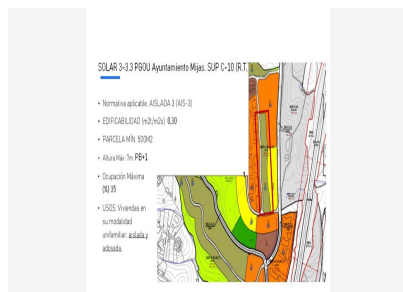 SOLAR 3-3.3 PGOU Ayuntamiento Mijas. SUP C-10 (R.T.
• Normativa aplicable. AISLADA 3 (AIS-3)
• EDIFICABILIDAD (m2t/m2s) 0,30
• PARCELA MÍN. 500M2
• Altura Máx. 7m. PB+1
• Ocupación Máxima
(%) 35
• USOS: Viviendas en
su modalidad
unifamiliar, aislada y
adosada.